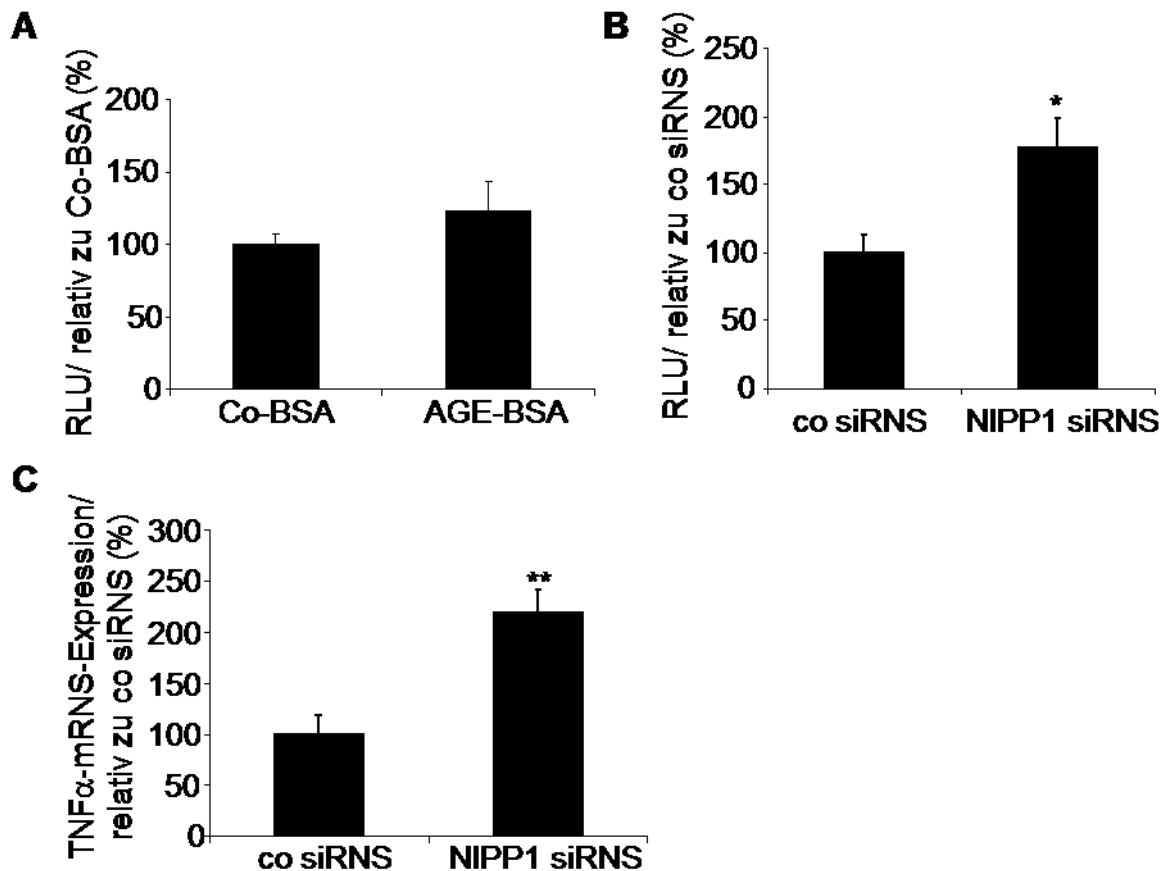 A
RLU/ relativ zu Co-BSA (%)
200
150
100
50
0
Co-BSA
AGE-BSA
B
RLU/ relativ zu co siRNS (%)
250
200
150
100
50
0
*
co siRNS
NIPP1 siRNS
C
TNFα-mRNS-Expression/
relativ zu co siRNS (%)
300
250
200
150
100
50
0
**
co siRNS
NIPP1 siRNS